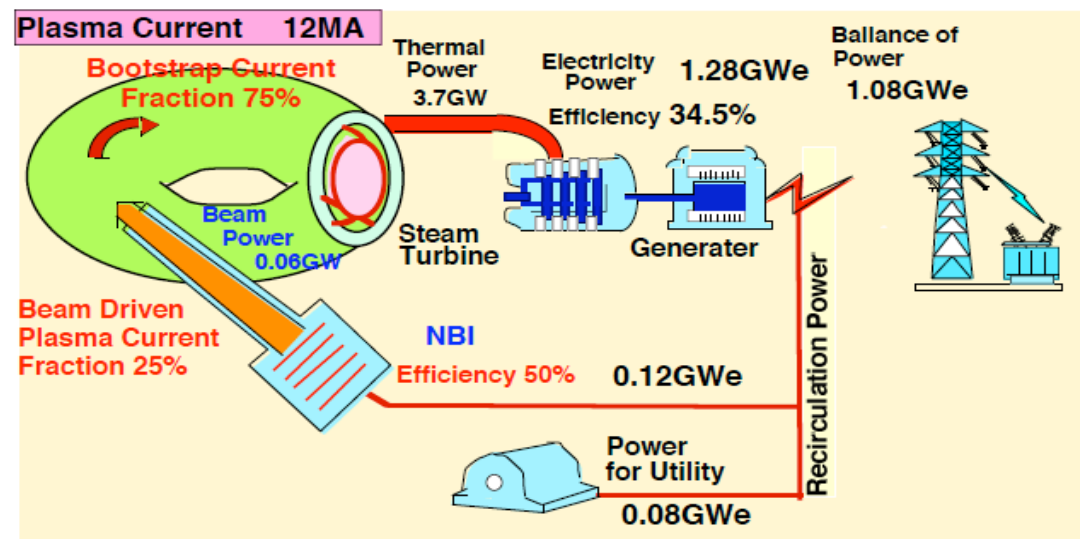 Plasma Current 12MA
Bootstrap Current
Fraction 75%
Thermal
Power
3.7GW
Electricity
Power
1.28GWe
Efficiency 34.5%
Ballance of
Power
1.08GWe
Beam
Power
0.06GW
Steam
Turbine
Generater
Beam Driven
Plasma Current
Fraction 25%
NBI
Efficiency 50%
0.12GWe
Recirculation Power
Power
for Utility
0.08GWe